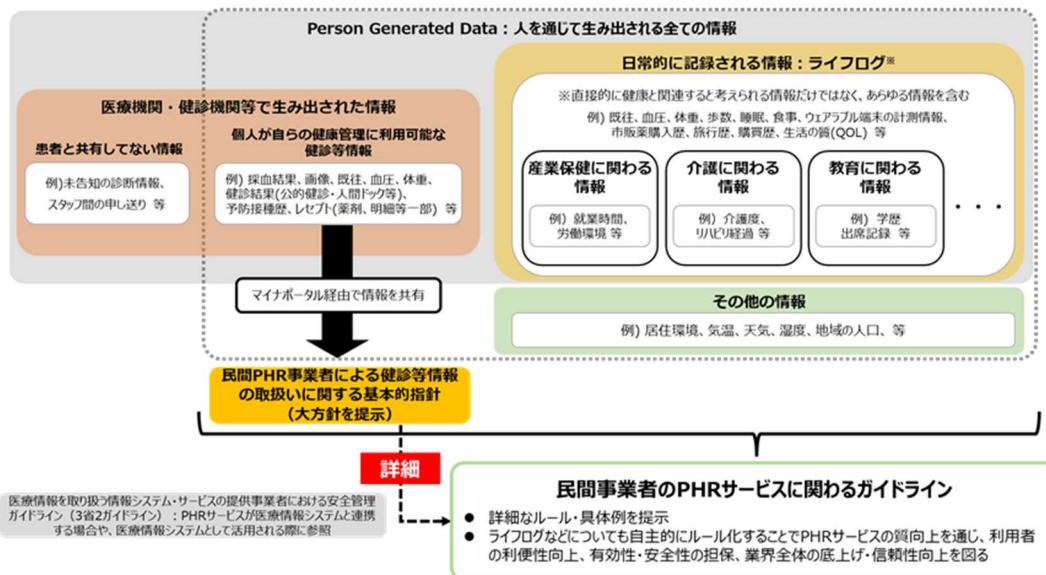 Person Generated Data：人を通じて生み出される全ての情報
日常的に記録される情報：ライフログ※
※直接的に健康と関連すると考えられる情報だけではなく、あらゆる情報を含む
例）既往、血圧、体重、歩数、睡眠、食事、ウェアラブル端末の計測情報、
市販薬購入歴、旅行歴、購買歴、生活の質(QOL) 等
医療機関・健診機関等で生み出された情報
患者と共有してない情報
例)未告知の診断情報、
スタッフ間の申し送り 等
個人が自らの健康管理に利用可能な
健診等情報
例）採血結果、画像、既往、血圧、体重、
健診結果(公的健診・人間ドック等)、
予防接種歴、レセプト(薬剤、明細等一部) 等
産業保健に関わる
情報
例）就業時間、
労働環境 等
介護に関わる
情報
例）介護度、
リハビリ経過 等
教育に関わる
情報
例）学歴
出席記録 等
・・・
マイナポータル経由で情報を共有
その他の情報
例) 居住環境、気温、天気、湿度、地域の人口、等
民間PHR事業者による健診等情報
の取扱いに関する基本的指針
（大方針を提示）
詳細
医療情報を取り扱う情報システム・サービスの提供事業者における安全管理
ガイドライン（3省2ガイドライン）：PHRサービスが医療情報システムと連携
する場合や、医療情報システムとして活用される際に参照
民間事業者のPHRサービスに関わるガイドライン
● 詳細なルール・具体例を提示
● ライフログなどについても自主的にルール化することでPHRサービスの質向上を通じ、利用者
の利便性向上、有効性・安全性の担保、業界全体の底上げ・信頼性向上を図る